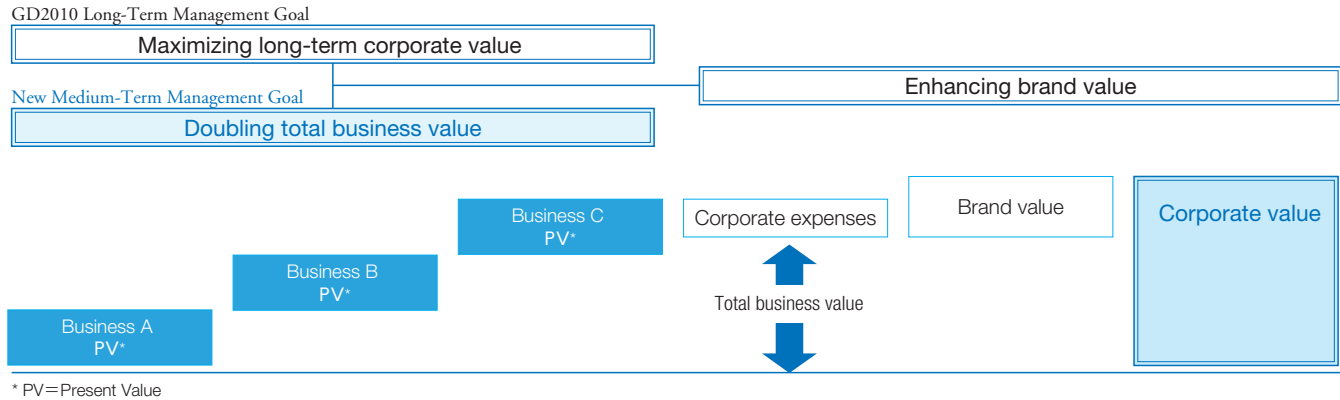 GD2010 Long-Term Management Goal
Maximizing long-term corporate value
Enhancing brand value
New Medium-Term Management Goal
Doubling total business value
Business A
PV*
Business B
PV*
Business C
PV*
Corporate expenses
Total business value
Brand value
Corporate value
* PV=Present Value